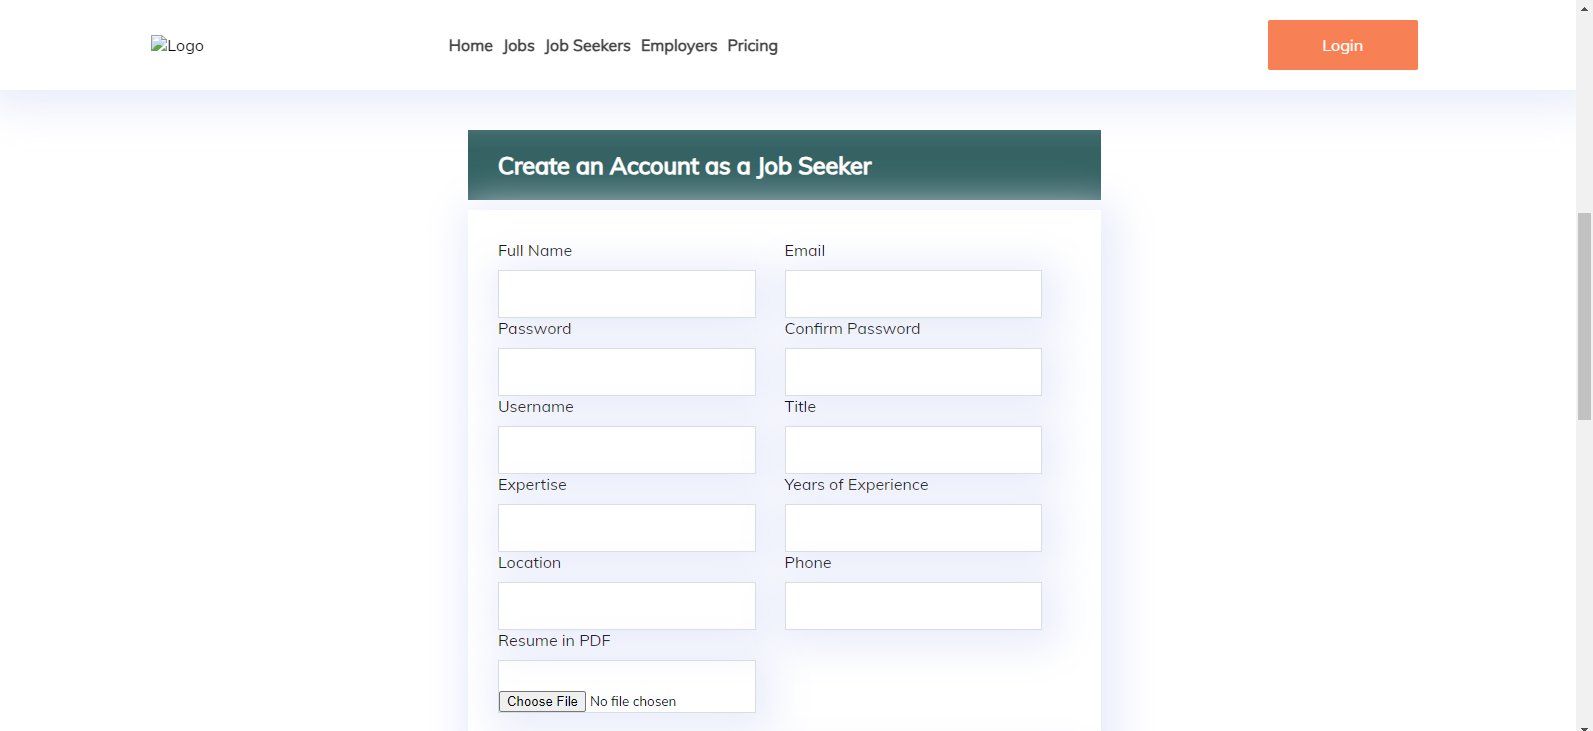 Logo
Home Jobs Job Seekers Employers Pricing
Login
Create an Account as a Job Seeker
Full Name Email
Password Confirm Password
Username Title
Expertise Years of Experience
Location Phone
Resume in PDF
Choose File No file chosen